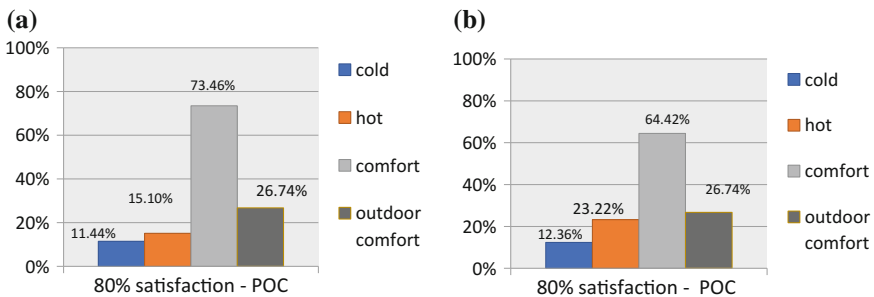 (a)
100%
80%
60%
40%
20%
0%
11.44%
15.10%
73.46%
26.74%
80% satisfaction - POC
cold
hot
comfort
outdoor
comfort
(b)
100%
80%
60%
40%
20%
0%
12.36%
23.22%
64.42%
26.74%
80% satisfaction - POC
cold
hot
comfort
outdoor
comfort